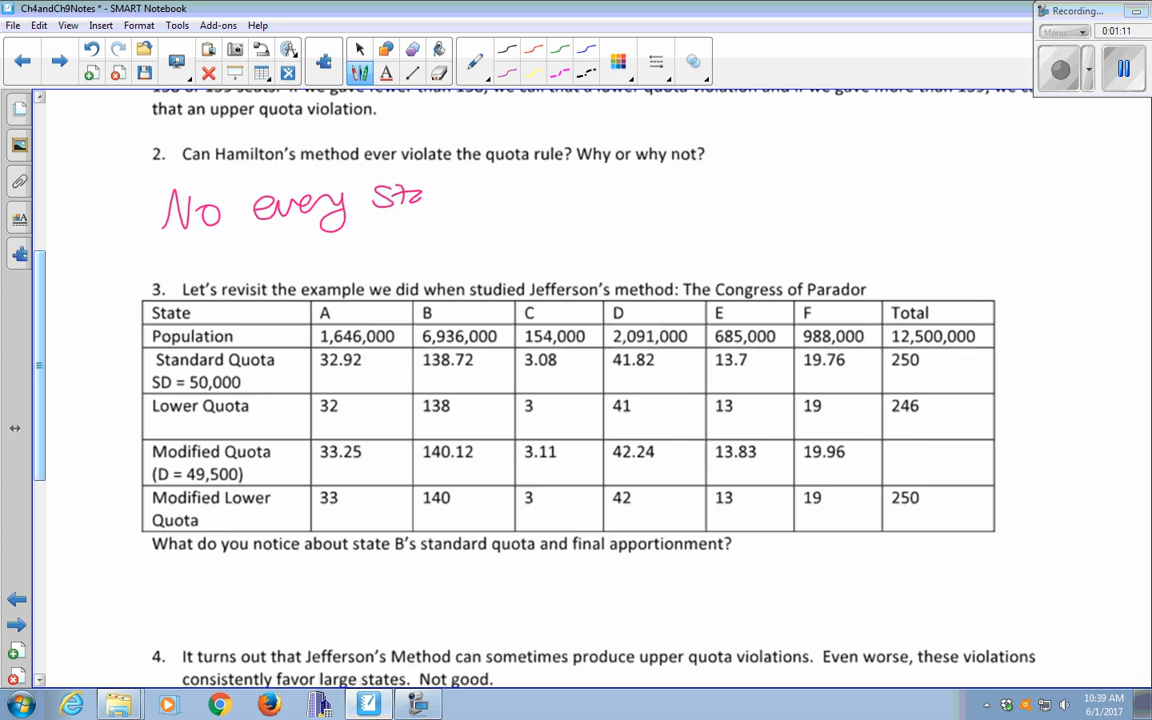 Ch4andCh9Notes * - SMART Notebook
Recording...
File Edit View Insert Format Tools Add-ons Help
Menu
0:01:11
that an upper quota violation.
2. Can Hamilton's method ever violate the quota rule? Why or why not?
No every sta
3. Let's revisit the example we did when studied Jefferson's method: The Congress of Parador
State A B C D E F Total
Population 1,646,000 6,936,000 154,000 2,091,000 685,000 988,000 12,500,000
Standard Quota 32.92 138.72 3.08 41.82 13.7 19.76 250
SD = 50,000
Lower Quota 32 138 3 41 13 19 246
Modified Quota 33.25 140.12 3.11 42.24 13.83 19.96
(D = 49,500)
Modified Lower 33 140 3 42 13 19 250
Quota
What do you notice about state B's standard quota and final apportionment?
4. It turns out that Jefferson's Method can sometimes produce upper quota violations. Even worse, these violations
consistently favor large states. Not good.
10:39 AM
6/1/2017